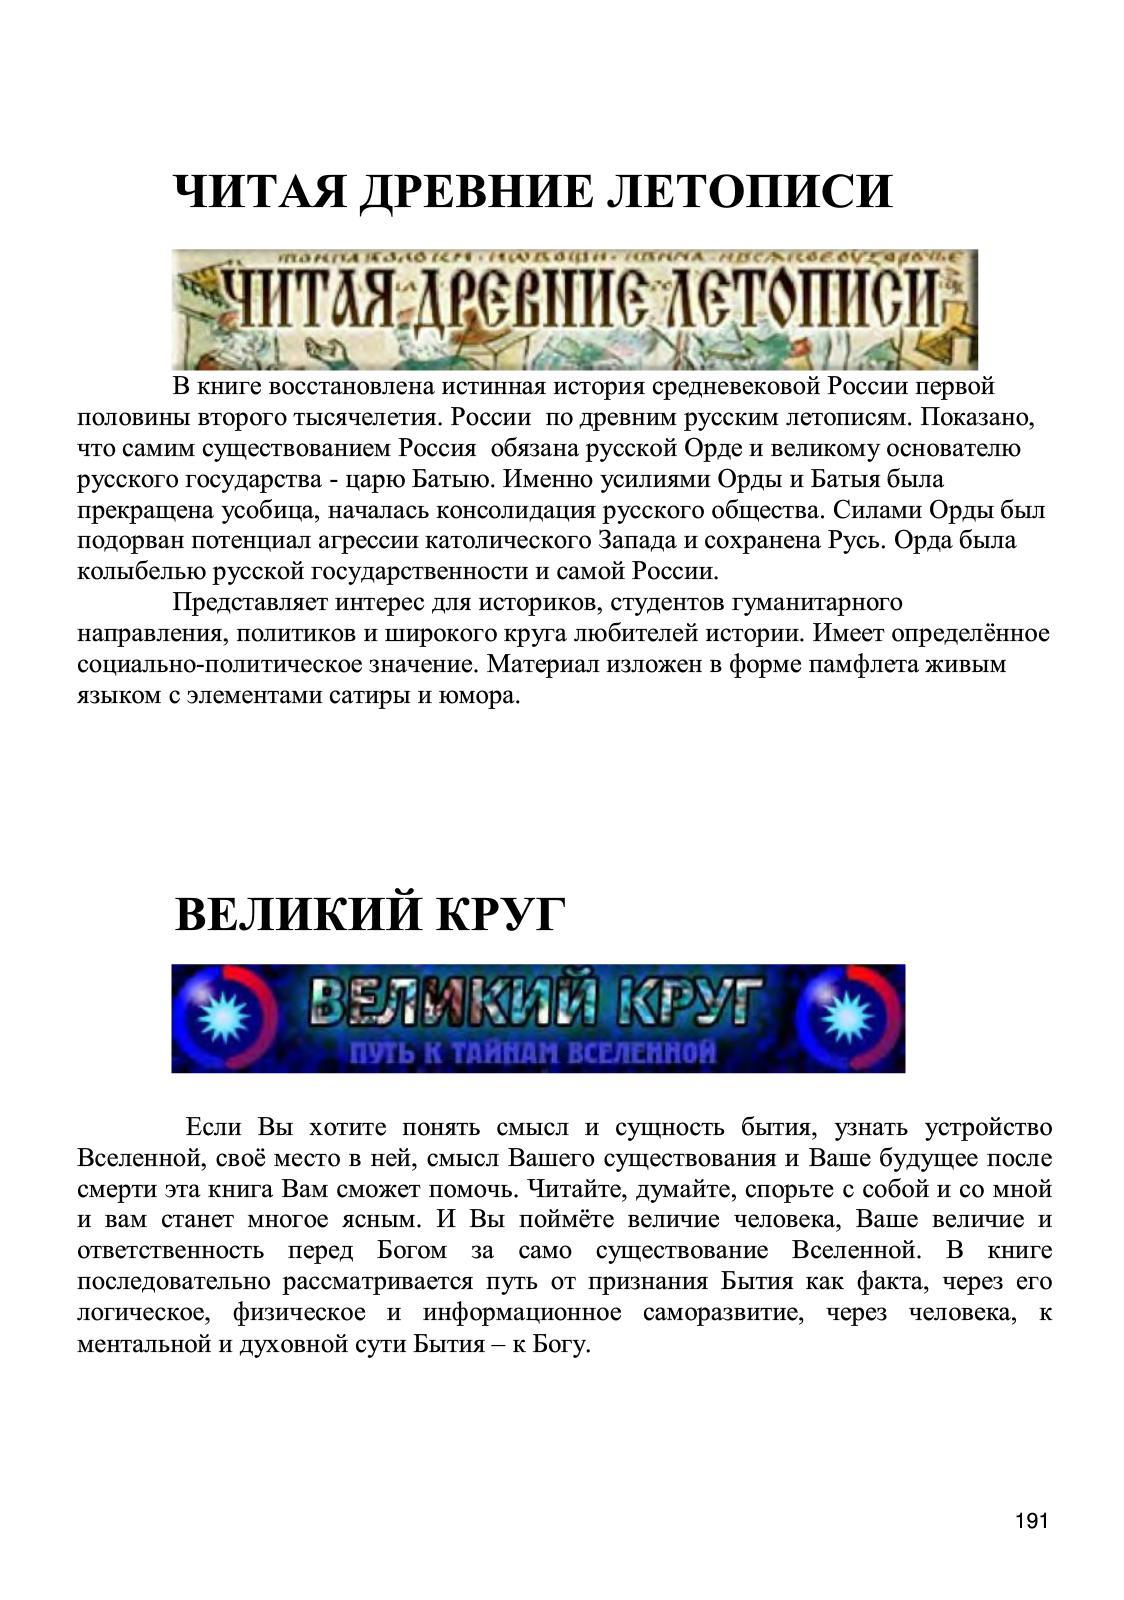 ЧИТАЯ ДРЕВНИЕ ЛЕТОПИСИ
ЧИТАЯ ДРЕВНИЕ ЛЕТОПИСИ
В книге восстановлена истинная история средневековой России первой
половины второго тысячелетия. России  по древним русским летописям. Показано,
что самим существованием Россия  обязана русской Орде и великому основателю
русского государства - царю Батыю. Именно усилиями Орды и Батыя была
прекращена усобица, началась консолидация русского общества. Силами Орды был
подорван потенциал агрессии католического Запада и сохранена Русь. Орда была
колыбелью русской государственности и самой России.
Представляет интерес для историков, студентов гуманитарного
направления, политиков и широкого круга любителей истории. Имеет определённое
социально-политическое значение. Материал изложен в форме памфлета живым
языком с элементами сатиры и юмора.
ВЕЛИКИЙ КРУГ
ВЕЛИКИЙ КРУГ
ПУТЬ К ТАЙНАМ ВСЕЛЕННОЙ
Если Вы хотите понять смысл и сущность бытия, узнать устройство
Вселенной, своё место в ней, смысл Вашего существования и Ваше будущее после
смерти эта книга Вам сможет помочь. Читайте, думайте, спорьте с собой и со мной
и вам станет многое ясным. И Вы поймёте величие человека, Ваше величие и
ответственность перед Богом за само существование Вселенной. В книге
последовательно рассматривается путь от признания Бытия как факта, через его
логическое, физическое и информационное саморазвитие, через человека, к
ментальной и духовной сути Бытия – к Богу.
191